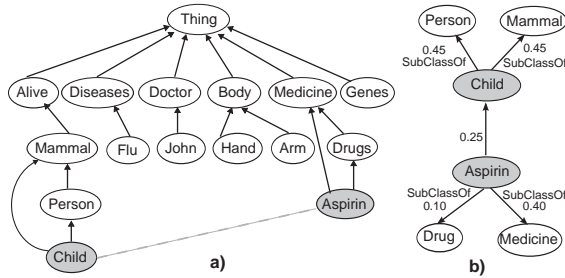 Thing
Alive Diseases Doctor Body Medicine Genes
Mammal Flu John Hand Arm Drugs
Person
Aspirin
Child
a)
Person Mammal
0.45 0.45
SubClassOf SubClassOf
Child
0.25
Aspirin
SubClassOf SubClassOf
0.10 0.40
Drug Medicine
b)